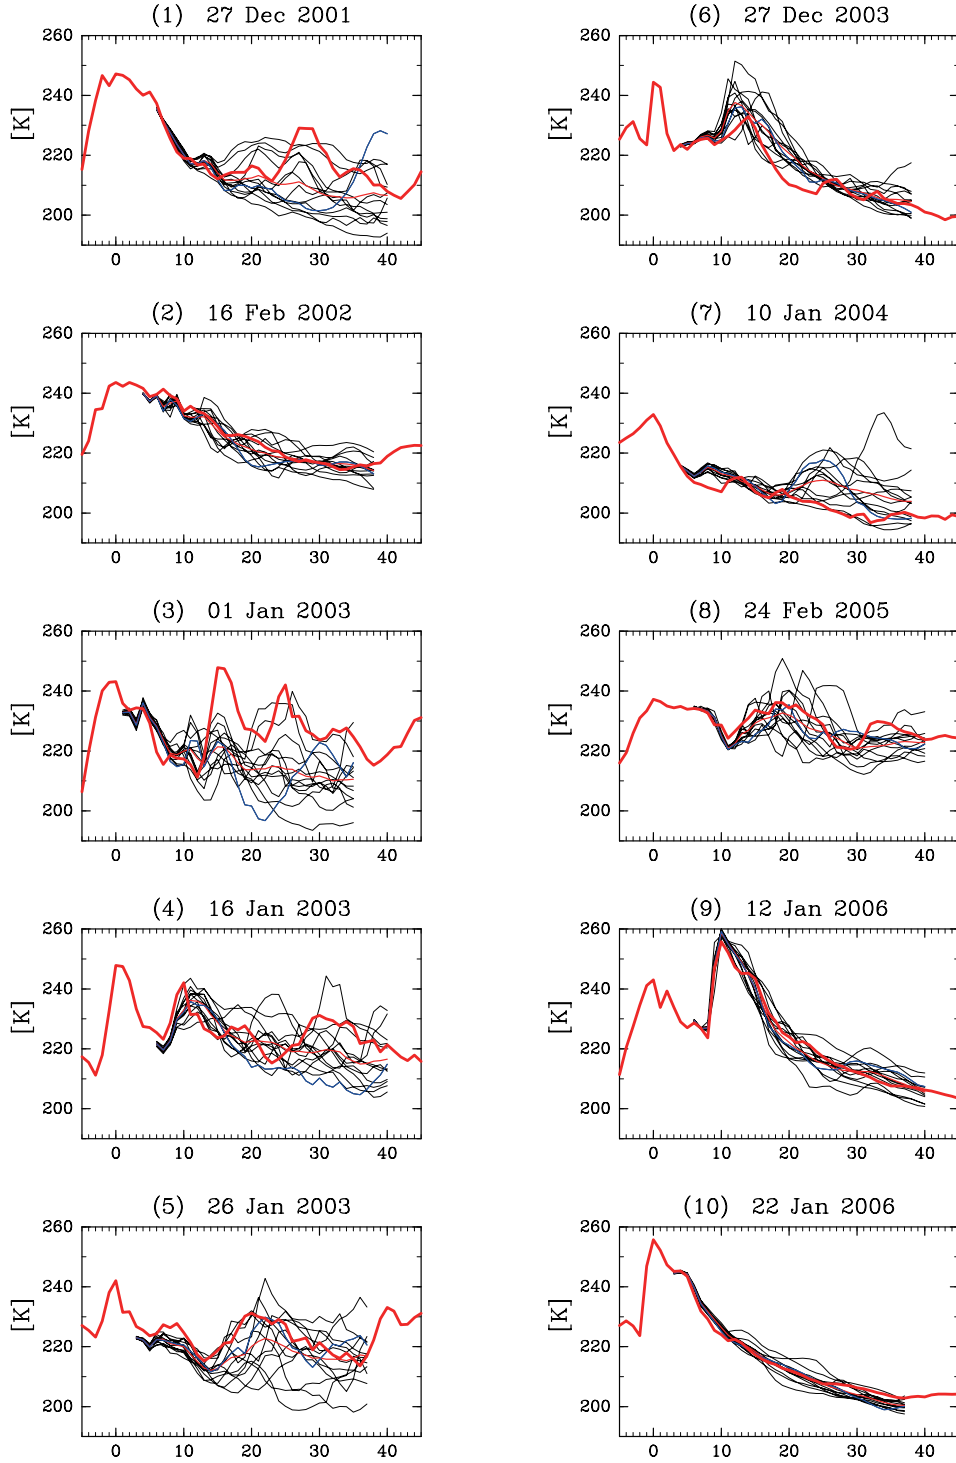 (1) 27 Dec 2001
260
240
220
200
[K]
0 10 20 30 40
(6) 27 Dec 2003
260
240
220
200
[K]
0 10 20 30 40
(2) 16 Feb 2002
260
240
220
200
[K]
0 10 20 30 40
(7) 10 Jan 2004
260
240
220
200
[K]
0 10 20 30 40
(3) 01 Jan 2003
260
240
220
200
[K]
0 10 20 30 40
(8) 24 Feb 2005
260
240
220
200
[K]
0 10 20 30 40
(4) 16 Jan 2003
260
240
220
200
[K]
0 10 20 30 40
(9) 12 Jan 2006
260
240
220
200
[K]
0 10 20 30 40
(5) 26 Jan 2003
260
240
220
200
[K]
0 10 20 30 40
(10) 22 Jan 2006
260
240
220
200
[K]
0 10 20 30 40